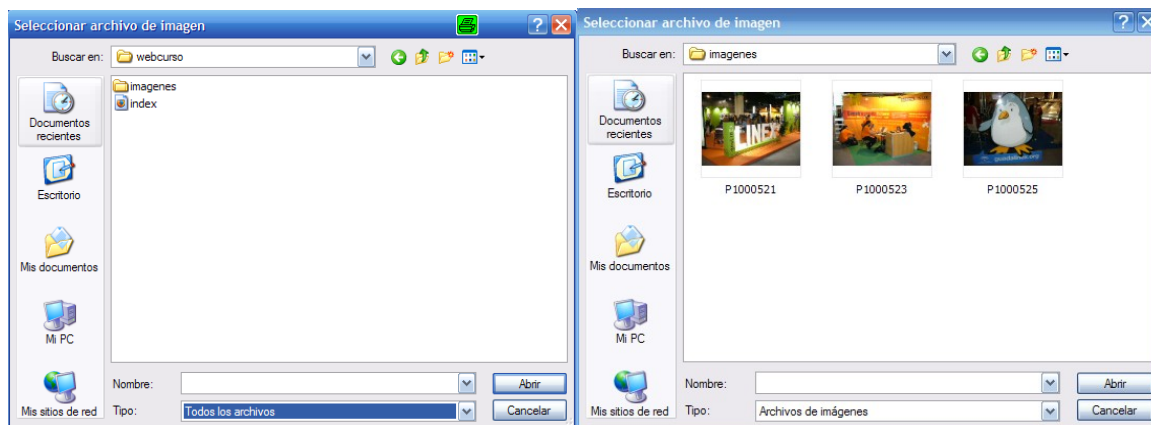 Seleccionar archivo de imagen
Buscar en: webcurso
Documentos
recientes
Escritorio
Mis documentos
Mi PC
Mis sitios de red
imagenes
index
Nombre:
Abrir
Tipo: Todos los archivos
Cancelar
Seleccionar archivo de imagen
Buscar en: imagenes
Documentos
recientes
Escritorio
Mis documentos
Mi PC
Mis sitios de red
LINEX
P1000521
P1000523
P1000525
Nombre:
Abrir
Tipo: Archivos de imágenes
Cancelar